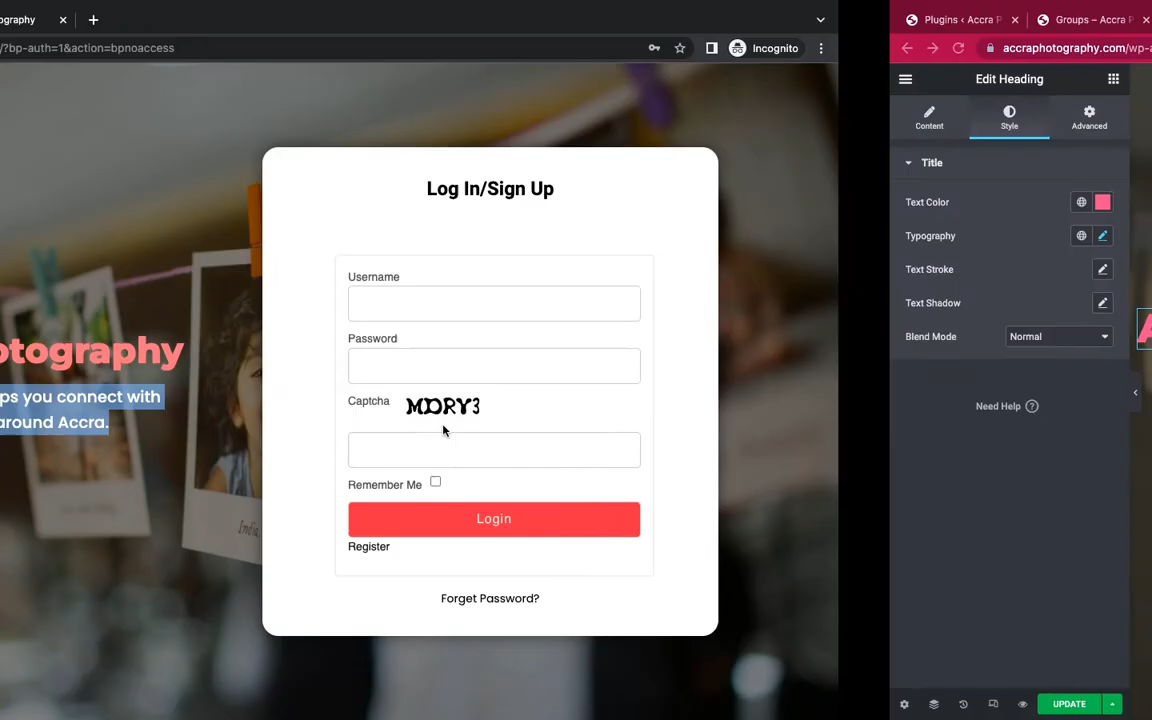 ography
/?bp-auth=1&action=bpnoaccess
Incognito
Log In/Sign Up
Username
Password
Captcha MDRY3
Remember Me
Login
Register
Forget Password?
otography
ps you connect with
around Accra.
Plugins ‹ Accra P
Groups – Accra P
accraphotography.com/wp-a
Edit Heading
Content
Style
Advanced
Title
Text Color
Typography
Text Stroke
Text Shadow
Blend Mode Normal
Need Help ?
UPDATE